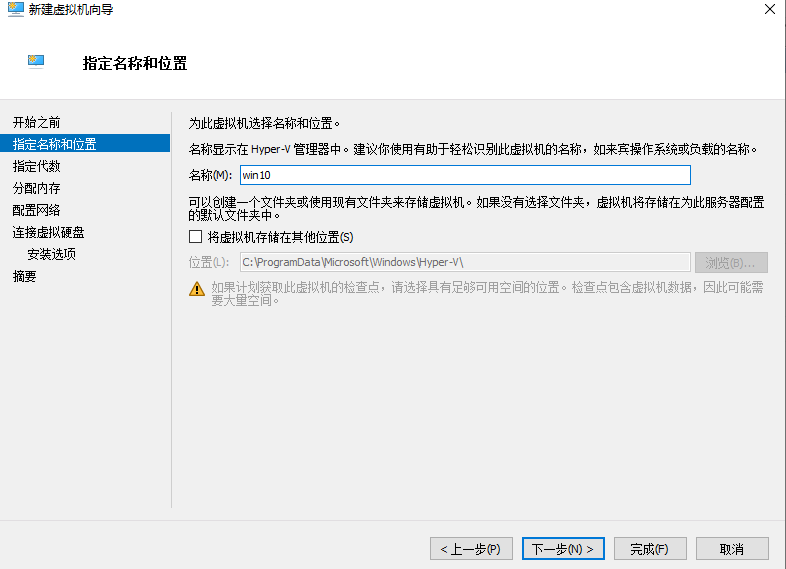 新建虚拟机向导
指定名称和位置
开始之前
指定名称和位置
指定代数
分配内存
配置网络
连接虚拟硬盘
安装选项
摘要
为此虚拟机选择名称和位置。
名称显示在 Hyper-V 管理器中。建议你使用有助于轻松识别此虚拟机的名称，如来宾操作系统或负载的名称。
名称(M): win10
可以创建一个文件夹或使用现有文件夹来存储虚拟机。如果没有选择文件夹，虚拟机将存储在为此服务器配置
的默认文件夹中。
将虚拟机存储在其他位置(S)
位置(L): C:\ProgramData\Microsoft\Windows\Hyper-V\ 浏览(B)...
如果计划获取此虚拟机的检查点，请选择具有足够可用空间的位置。检查点包含虚拟机数据，因此可能需
要大量空间。
< 上一步(P) 下一步(N) > 完成(F) 取消